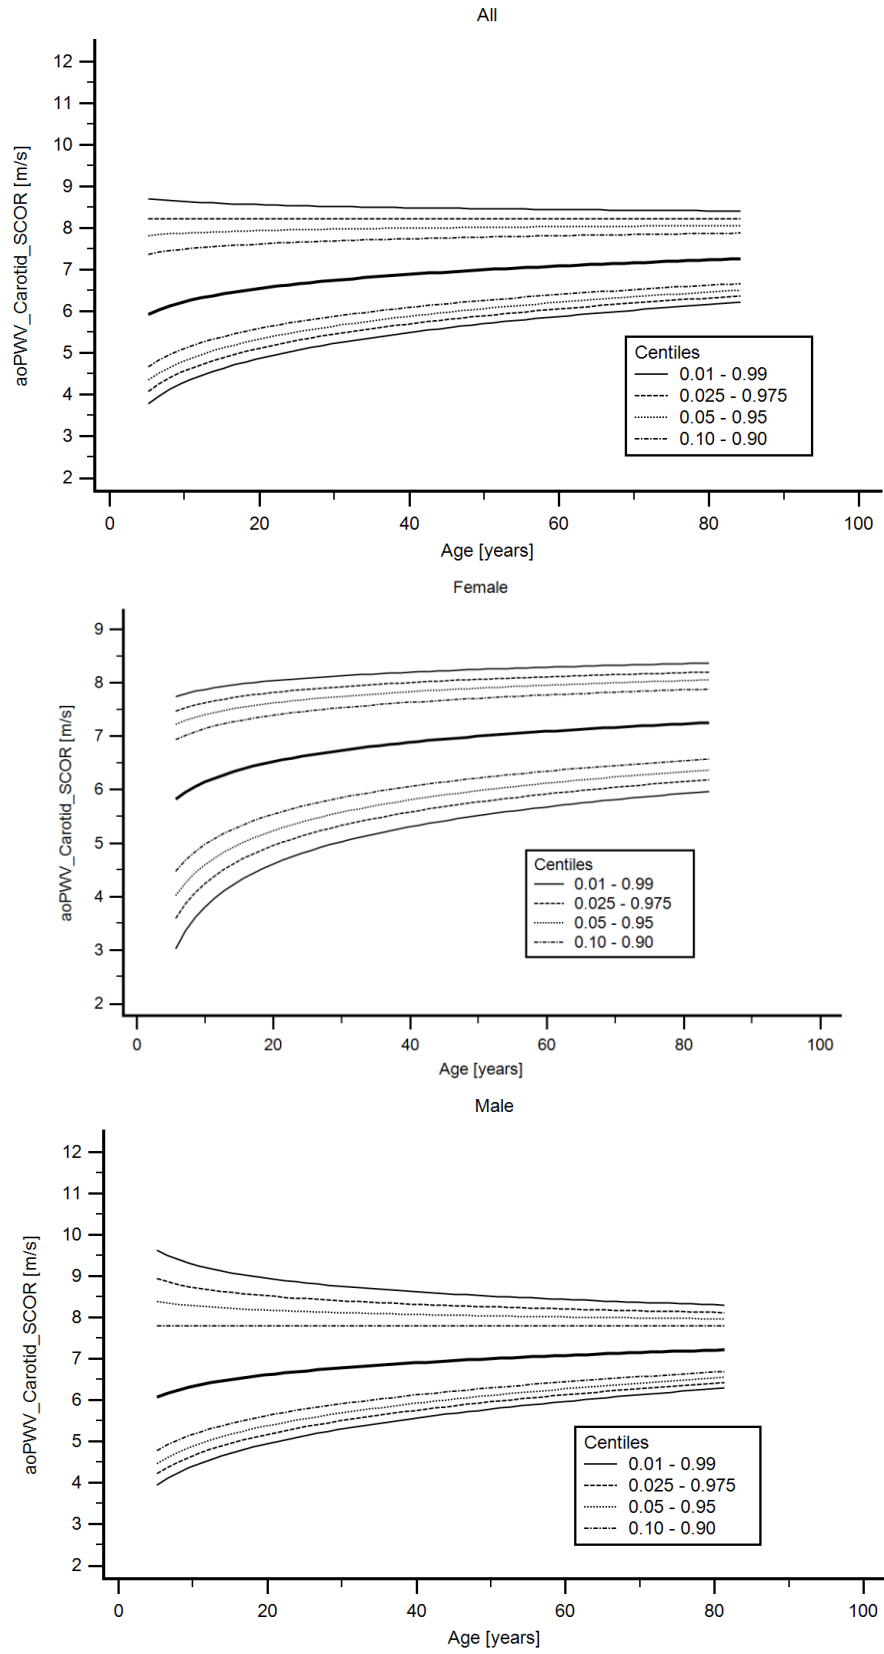 All
12
11
10
9
8
7
6
5
4
3
2
aoPWV_Carotid_SCOR [m/s]
Centiles
0.01 - 0.99
0.025 - 0.975
0.05 - 0.95
0.10 - 0.90
0
20
40
60
80
100
Age [years]
Female
9
8
7
6
5
4
3
2
aoPWV_Carotid_SCOR [m/s]
Centiles
0.01 - 0.99
0.025 - 0.975
0.05 - 0.95
0.10 - 0.90
0
20
40
60
80
100
Age [years]
Male
12
11
10
9
8
7
6
5
4
3
2
aoPWV_Carotid_SCOR [m/s]
Centiles
0.01 - 0.99
0.025 - 0.975
0.05 - 0.95
0.10 - 0.90
0
20
40
60
80
100
Age [years]